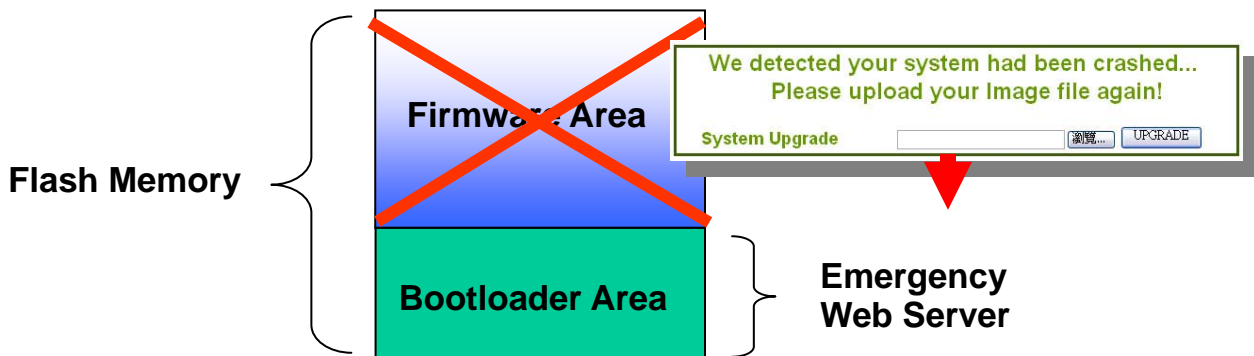 We detected your system had been crashed...
Please upload your Image file again!
System Upgrade 瀏覽... UPGRADE
Firmware Area
Flash Memory
Bootloader Area
Emergency
Web Server